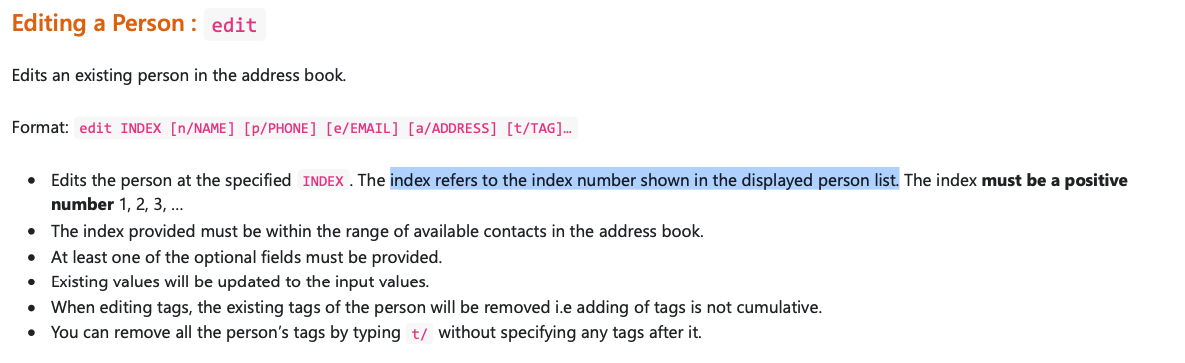 Editing a Person : edit
Edits an existing person in the address book.
Format: edit INDEX [n/NAME] [p/PHONE] [e/EMAIL] [a/ADDRESS] [t/TAG]…
• Edits the person at the specified INDEX. The index refers to the index number shown in the displayed person list. The index must be a positive
number 1, 2, 3, …
• The index provided must be within the range of available contacts in the address book.
• At least one of the optional fields must be provided.
• Existing values will be updated to the input values.
• When editing tags, the existing tags of the person will be removed i.e adding of tags is not cumulative.
• You can remove all the person’s tags by typing t/ without specifying any tags after it.